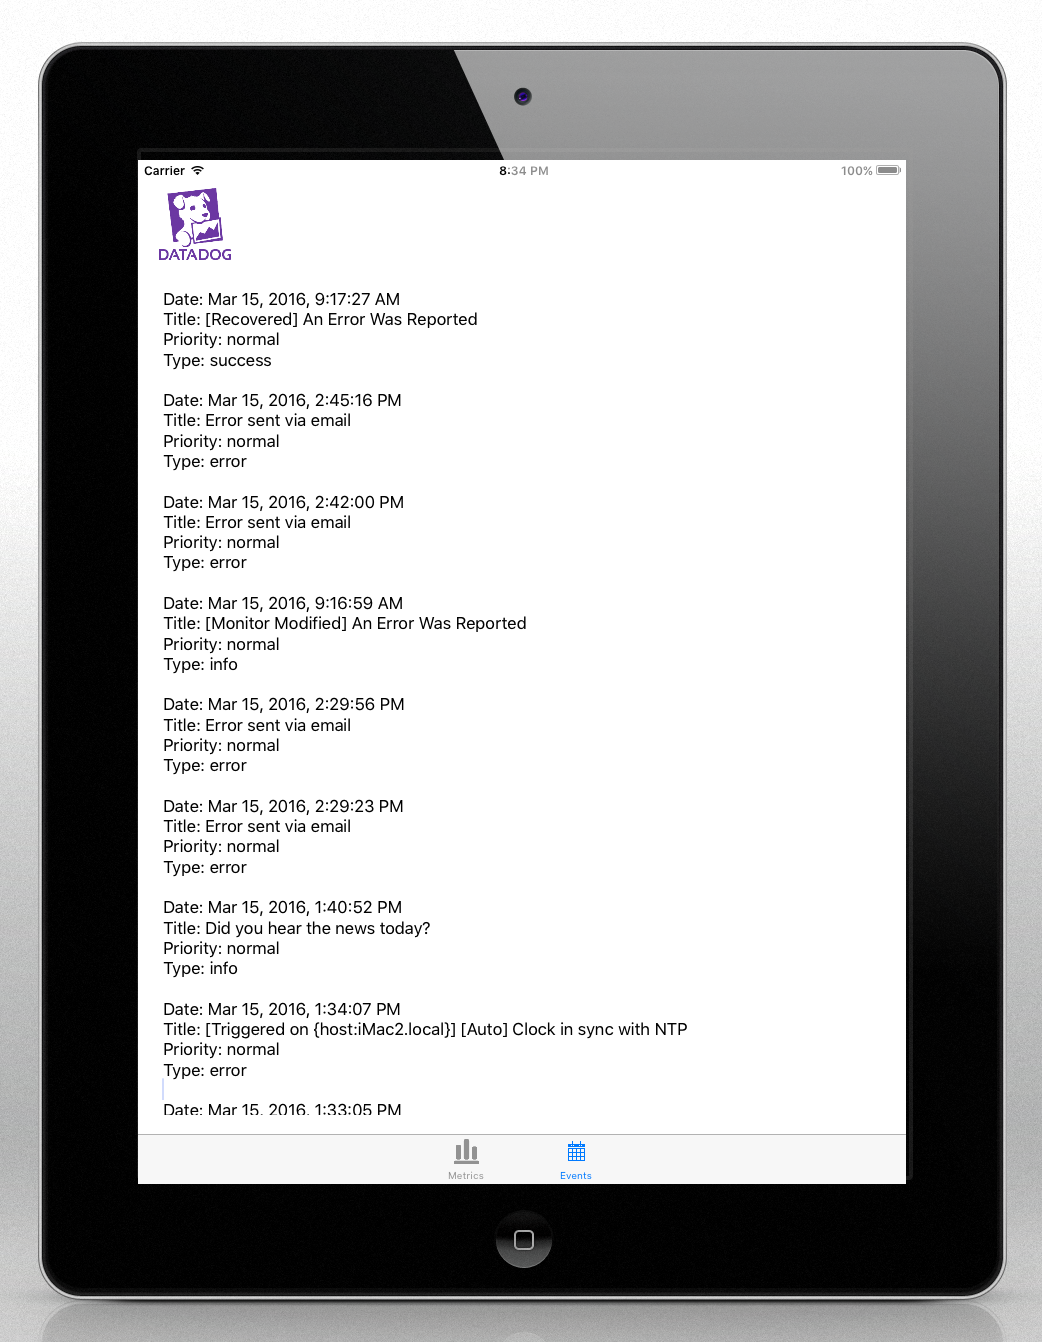 Carrier 8:34 PM 100%
DATADOG
Date: Mar 15, 2016, 9:17:27 AM
Title: [Recovered] An Error Was Reported
Priority: normal
Type: success
Date: Mar 15, 2016, 2:45:16 PM
Title: Error sent via email
Priority: normal
Type: error
Date: Mar 15, 2016, 2:42:00 PM
Title: Error sent via email
Priority: normal
Type: error
Date: Mar 15, 2016, 9:16:59 AM
Title: [Monitor Modified] An Error Was Reported
Priority: normal
Type: info
Date: Mar 15, 2016, 2:29:56 PM
Title: Error sent via email
Priority: normal
Type: error
Date: Mar 15, 2016, 2:29:23 PM
Title: Error sent via email
Priority: normal
Type: error
Date: Mar 15, 2016, 1:40:52 PM
Title: Did you hear the news today?
Priority: normal
Type: info
Date: Mar 15, 2016, 1:34:07 PM
Title: [Triggered on {host:iMac2.local}] [Auto] Clock in sync with NTP
Priority: normal
Type: error
Date: Mar 15, 2016, 1:33:05 PM
Metrics Events